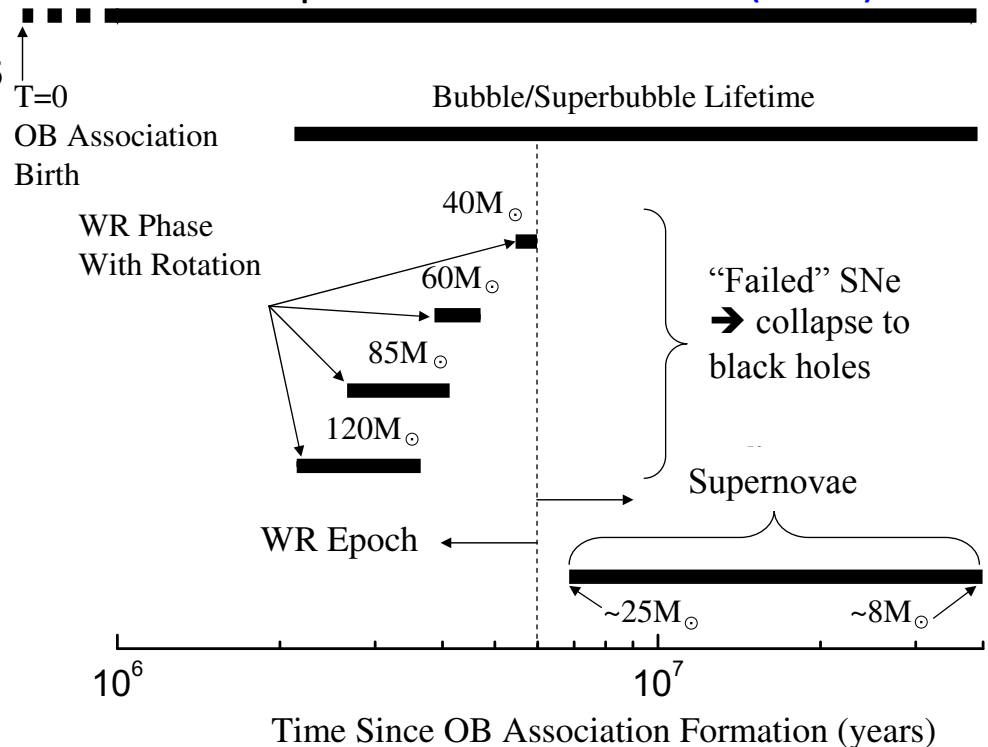 T=0
OB Association
Birth
Bubble/Superbubble Lifetime
WR Phase
With Rotation
40M☉
60M☉
85M☉
120M☉
“Failed” SNe
➔ collapse to
black holes
Supernovae
WR Epoch
~25M☉
~8M☉
10⁶
10⁷
Time Since OB Association Formation (years)